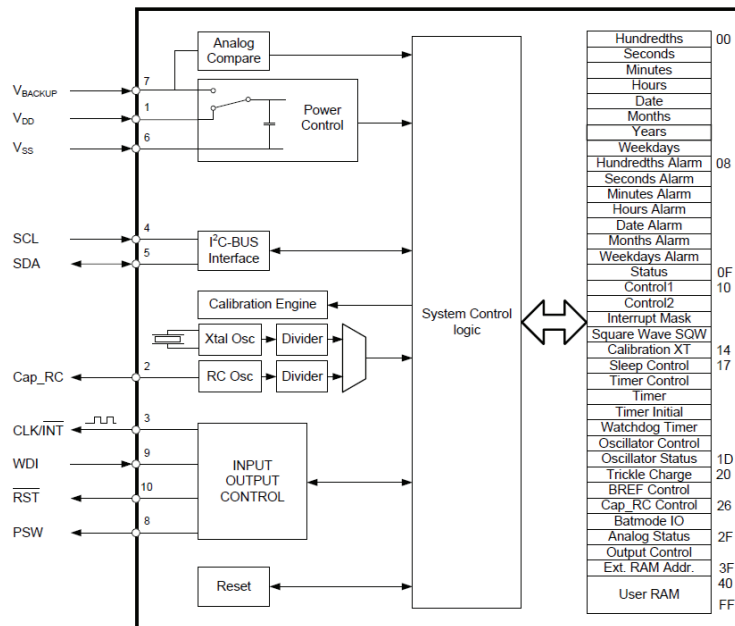 Analog
Compare
7
V_BACKUP
1
V_DD
Power
Control
6
V_SS
4
SCL
I²C-BUS
Interface
5
SDA
Calibration Engine
System Control
logic
Xtal Osc
Divider
2
Cap_RC
RC Osc
Divider
3
CLK/INT
9
WDI
INPUT
OUTPUT
CONTROL
10
RST
8
PSW
Reset
Hundredths 00
Seconds
Minutes
Hours
Date
Months
Years
Weekdays
Hundredths Alarm 08
Seconds Alarm
Minutes Alarm
Hours Alarm
Date Alarm
Months Alarm
Weekdays Alarm
Status 0F
Control1 10
Control2
Interrupt Mask
Square Wave SQW
Calibration XT 14
Sleep Control 17
Timer Control
Timer
Timer Initial
Watchdog Timer
Oscillator Control
Oscillator Status 1D
Trickle Charge 20
BREF Control
Cap_RC Control 26
Batmode IO
Analog Status 2F
Output Control
Ext. RAM Addr. 3F
40
User RAM
FF